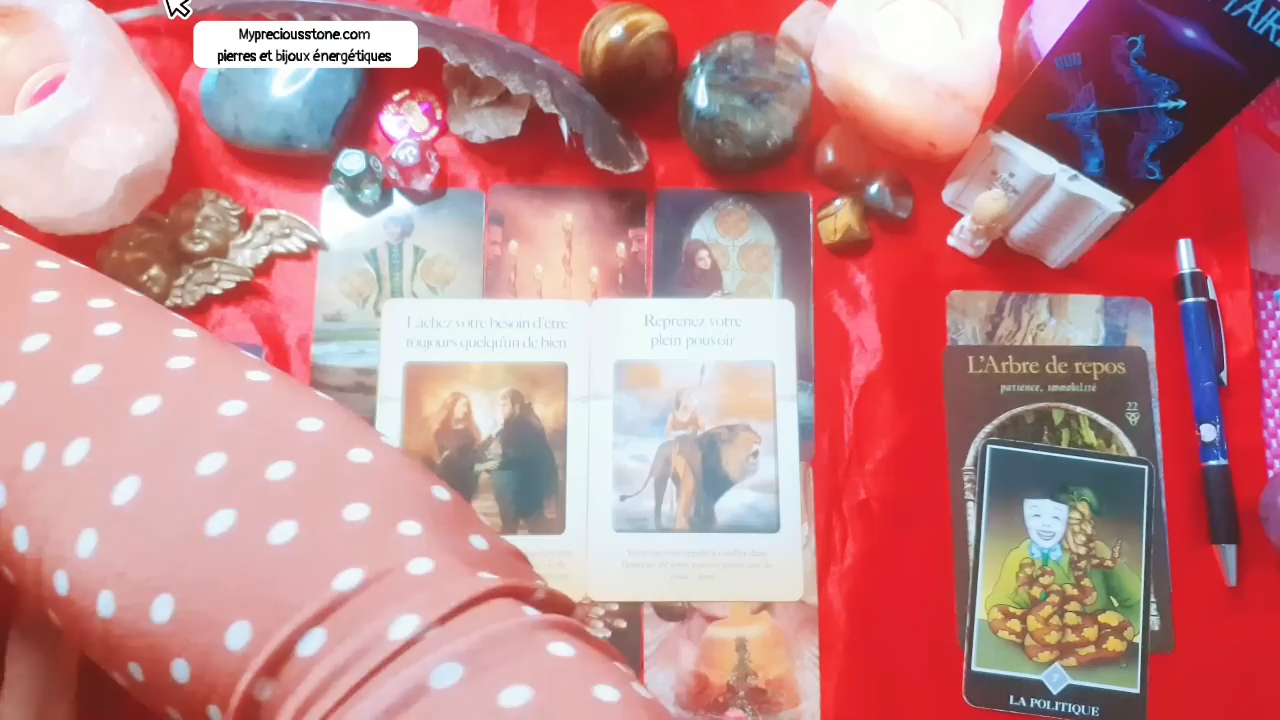 Mypreciousstone.com
pierres et bijoux énergétiques
Lâchez votre besoin d'être
toujours quelqu'un de bien
Reprenez votre
plein pouvoir
L'Arbre de repos
patience, immobilité
22
LA POLITIQUE